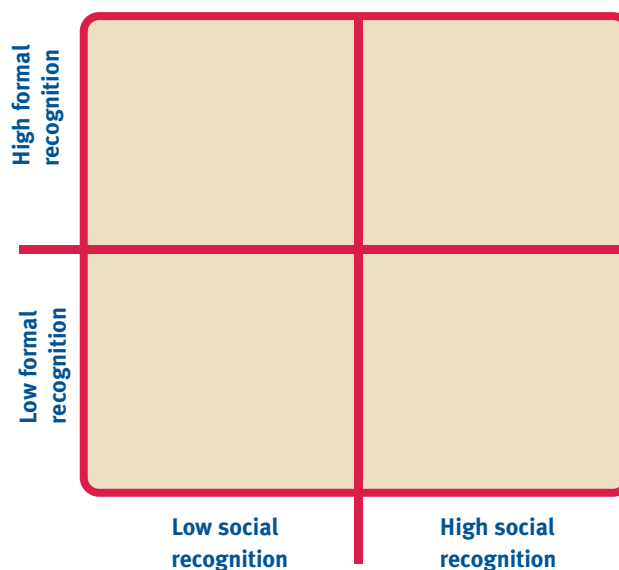 High formal
recognition
Low formal
recognition
Low social
recognition
High social
recognition